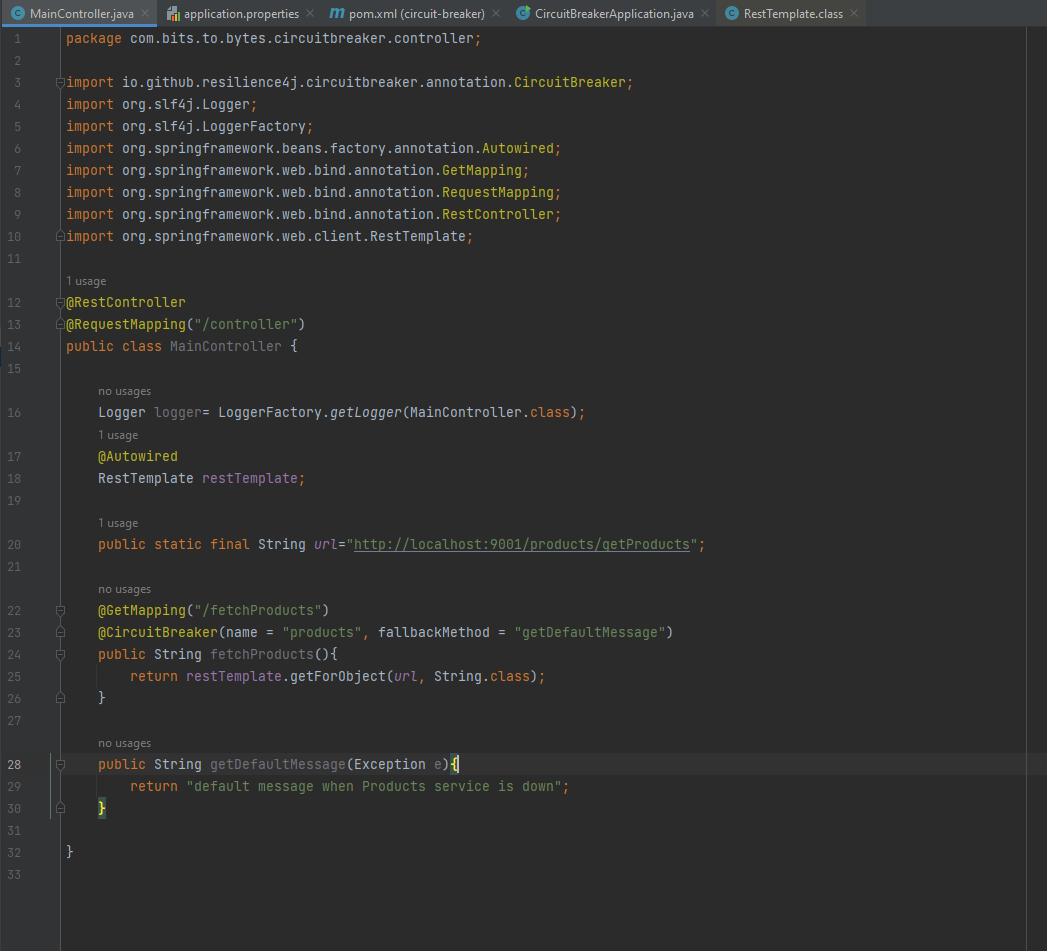 MainController.java application.properties pom.xml (circuit-breaker) CircuitBreakerApplication.java RestTemplate.class
1 package com.bits.to.bytes.circuitbreaker.controller;
2
3 import io.github.resilience4j.circuitbreaker.annotation.CircuitBreaker;
4 import org.slf4j.Logger;
5 import org.slf4j.LoggerFactory;
6 import org.springframework.beans.factory.annotation.Autowired;
7 import org.springframework.web.bind.annotation.GetMapping;
8 import org.springframework.web.bind.annotation.RequestMapping;
9 import org.springframework.web.bind.annotation.RestController;
10 import org.springframework.web.client.RestTemplate;
11
1 usage
12 @RestController
13 @RequestMapping("/controller")
14 public class MainController {
15
no usages
16 Logger logger= LoggerFactory.getLogger(MainController.class);
1 usage
17 @Autowired
18 RestTemplate restTemplate;
19
1 usage
20 public static final String url="http://localhost:9001/products/getProducts";
21
no usages
22 @GetMapping("/fetchProducts")
23 @CircuitBreaker(name = "products", fallbackMethod = "getDefaultMessage")
24 public String fetchProducts(){
25 return restTemplate.getForObject(url, String.class);
26 }
27
no usages
28 public String getDefaultMessage(Exception e){
29 return "default message when Products service is down";
30 }
31
32 }
33